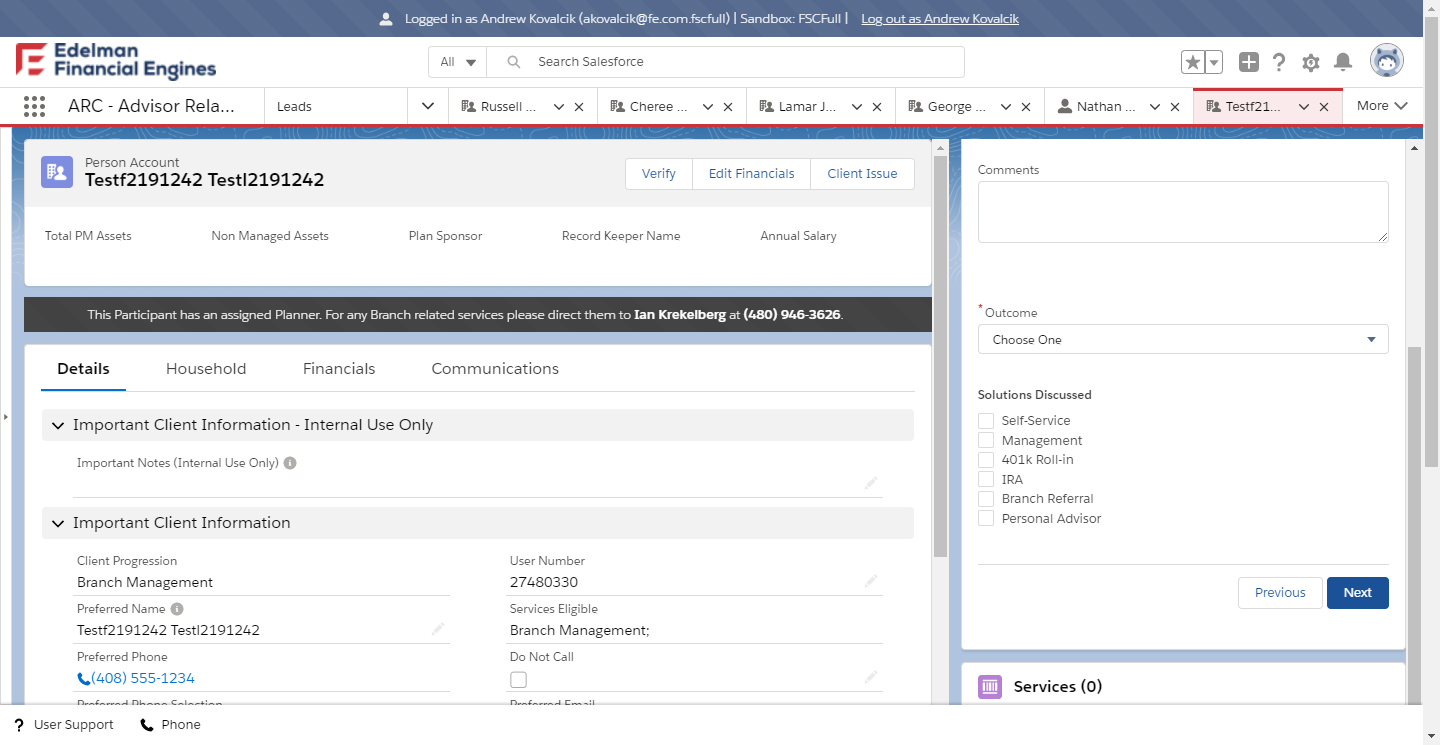 Logged in as Andrew Kovalcik (akovalcik@fe.com.fscfull) | Sandbox: FSCFull | Log out as Andrew Kovalcik
Edelman
Financial Engines
All
Search Salesforce
ARC - Advisor Rela...
Leads
Russell ...
Cheree ...
Lamar J...
George ...
Nathan ...
Testf21...
More
Person Account
Testf2191242 Testl2191242
Verify
Edit Financials
Client Issue
Total PM Assets
Non Managed Assets
Plan Sponsor
Record Keeper Name
Annual Salary
This Participant has an assigned Planner. For any Branch related services please direct them to Ian Krekelberg at (480) 946-3626.
Details
Household
Financials
Communications
Important Client Information - Internal Use Only
Important Notes (Internal Use Only)
Important Client Information
Client Progression
Branch Management
User Number
27480330
Preferred Name
Testf2191242 Testl2191242
Services Eligible
Branch Management;
Preferred Phone
(408) 555-1234
Do Not Call
Preferred Phone Selection
Preferred Email
Comments
* Outcome
Choose One
Solutions Discussed
Self-Service
Management
401k Roll-in
IRA
Branch Referral
Personal Advisor
Previous
Next
Services (0)
? User Support
Phone